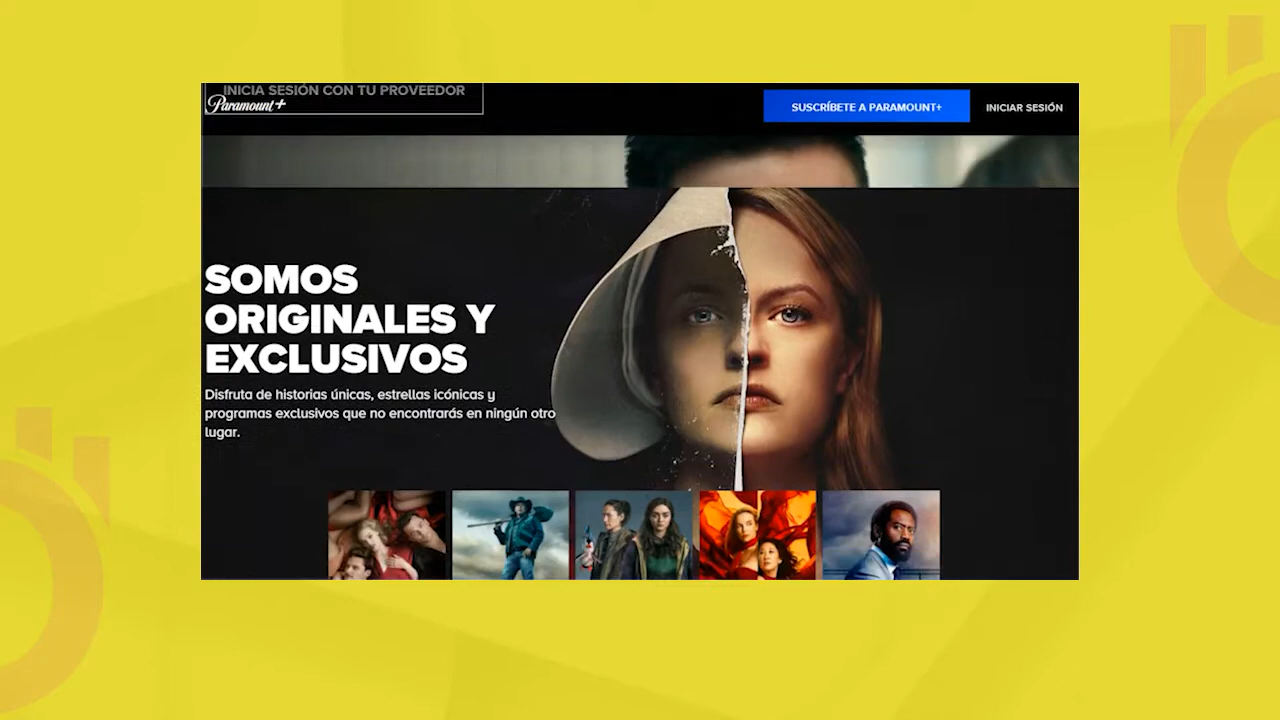 INICIA SESIÓN CON TU PROVEEDOR
Paramount+
SUSCRÍBETE A PARAMOUNT+
INICIAR SESIÓN
SOMOS
ORIGINALES Y
EXCLUSIVOS
Disfruta de historias únicas, estrellas icónicas y
programas exclusivos que no encontrarás en ningún otro
lugar.